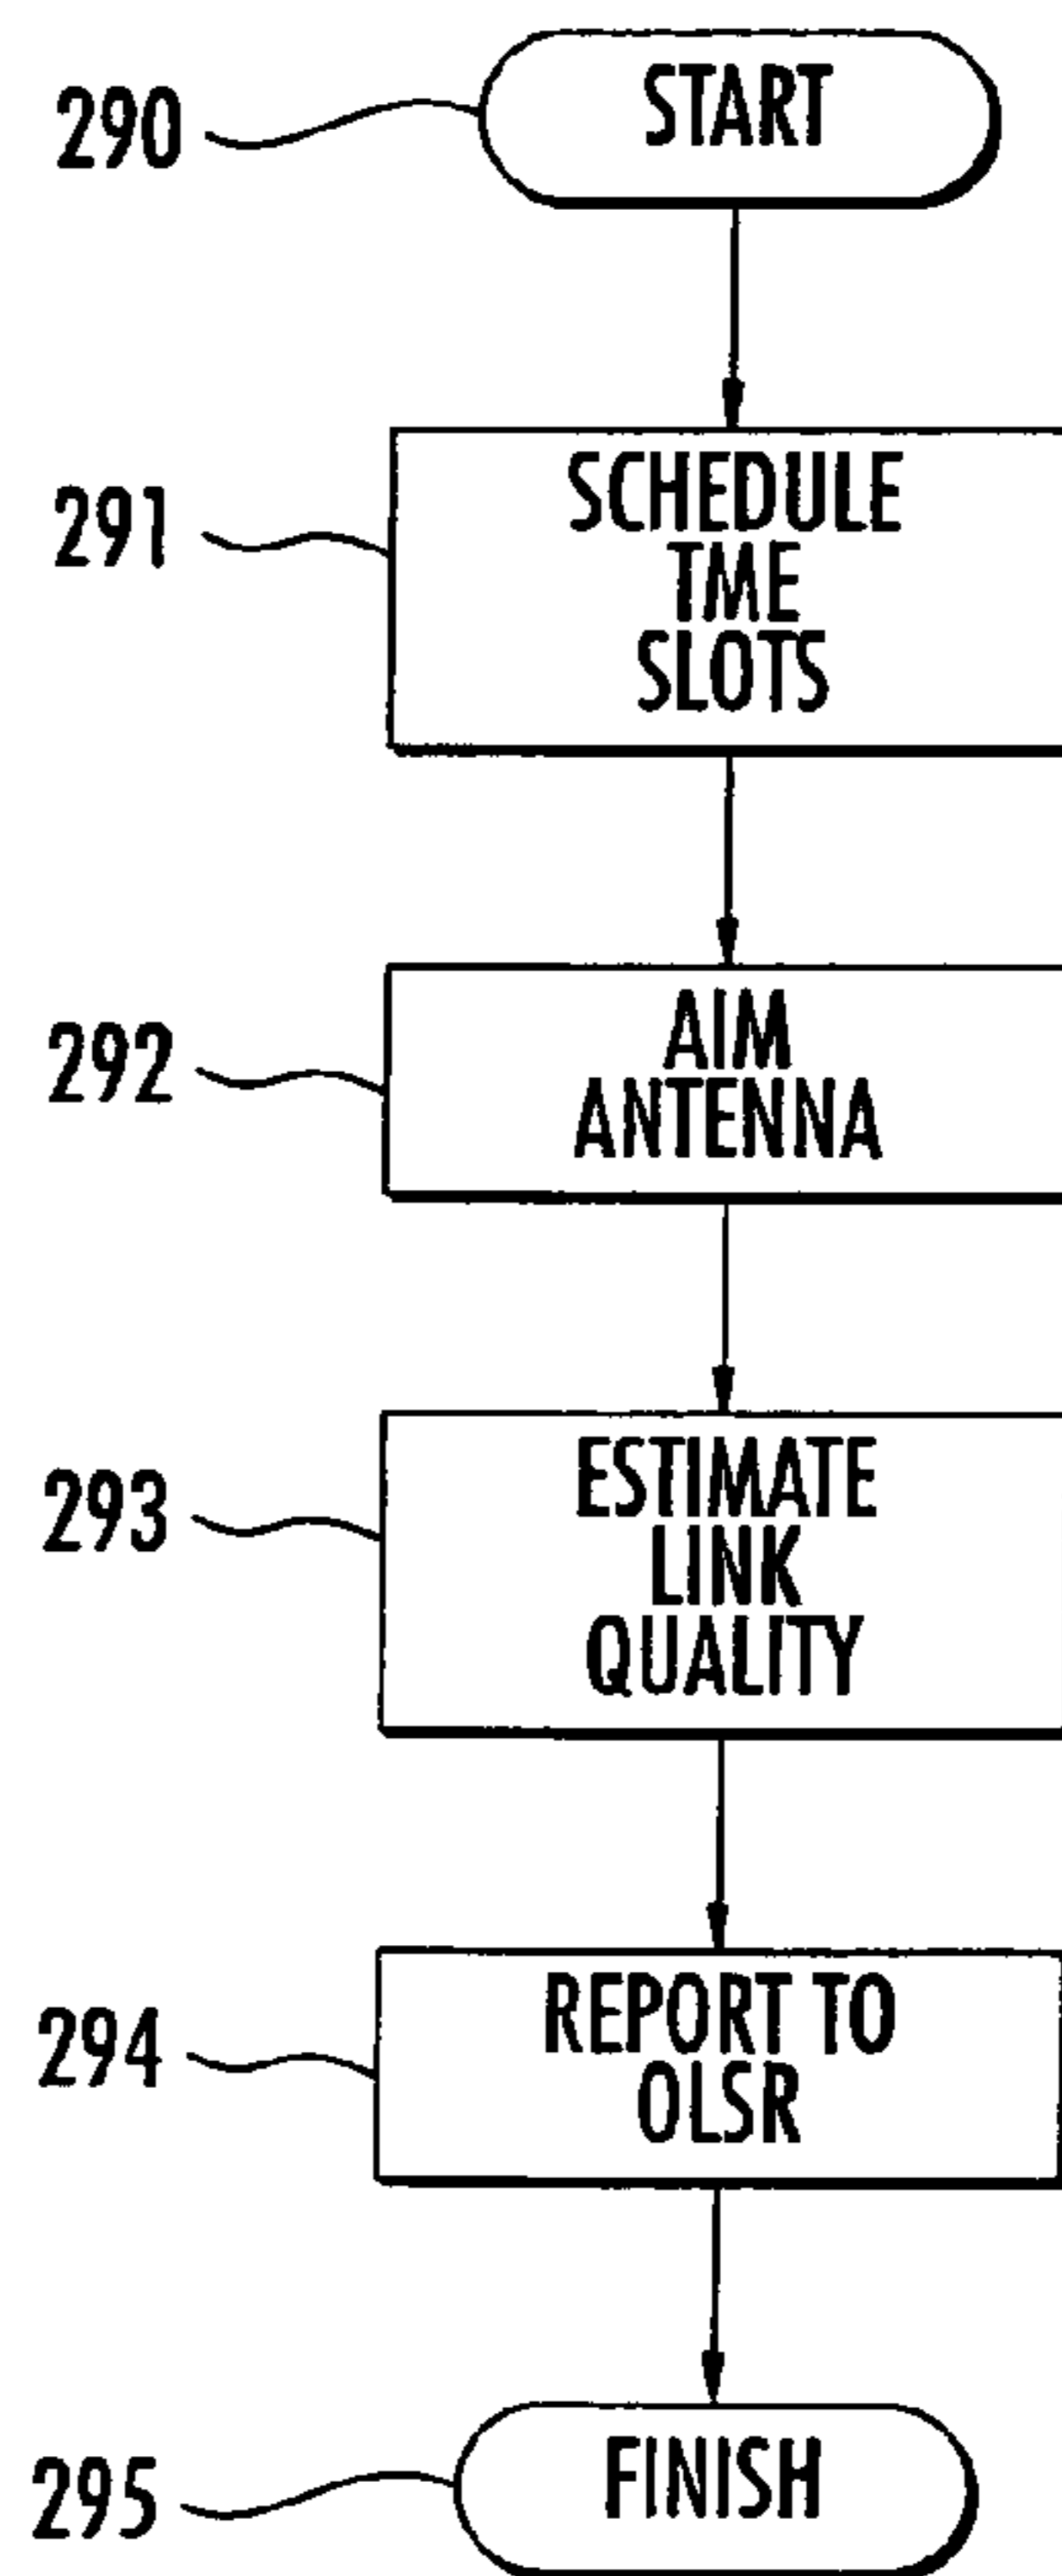 290
START
291
SCHEDULE
TME
SLOTS
292
AIM
ANTENNA
293
ESTIMATE
LINK
QUALITY
294
REPORT TO
OLSR
295
FINISH